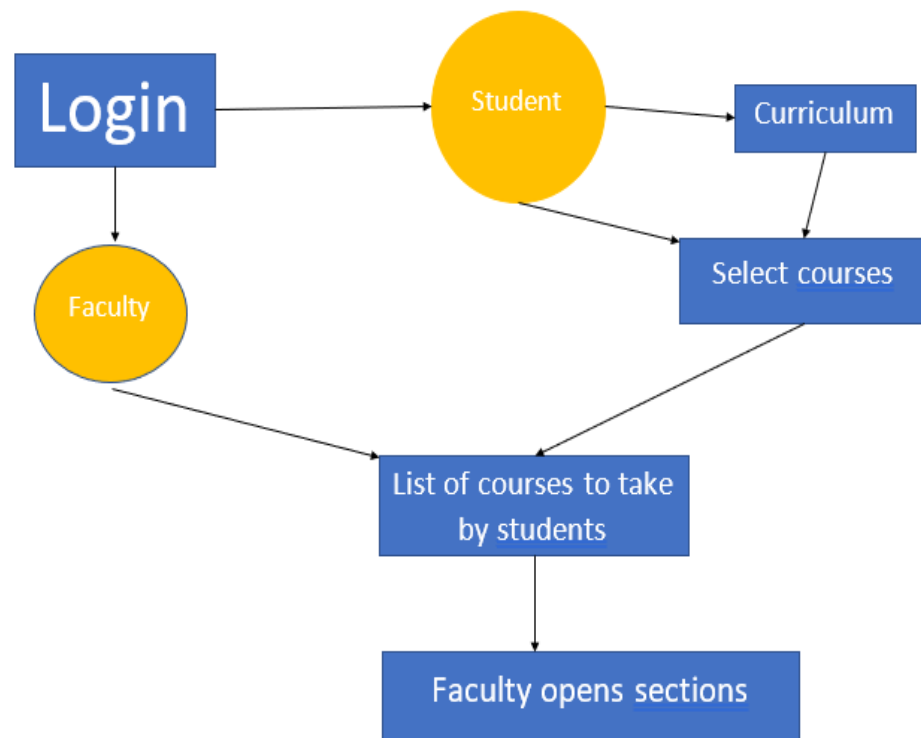 Login
Student
Curriculum
Select courses
Faculty
List of courses to take
by students
Faculty opens sections